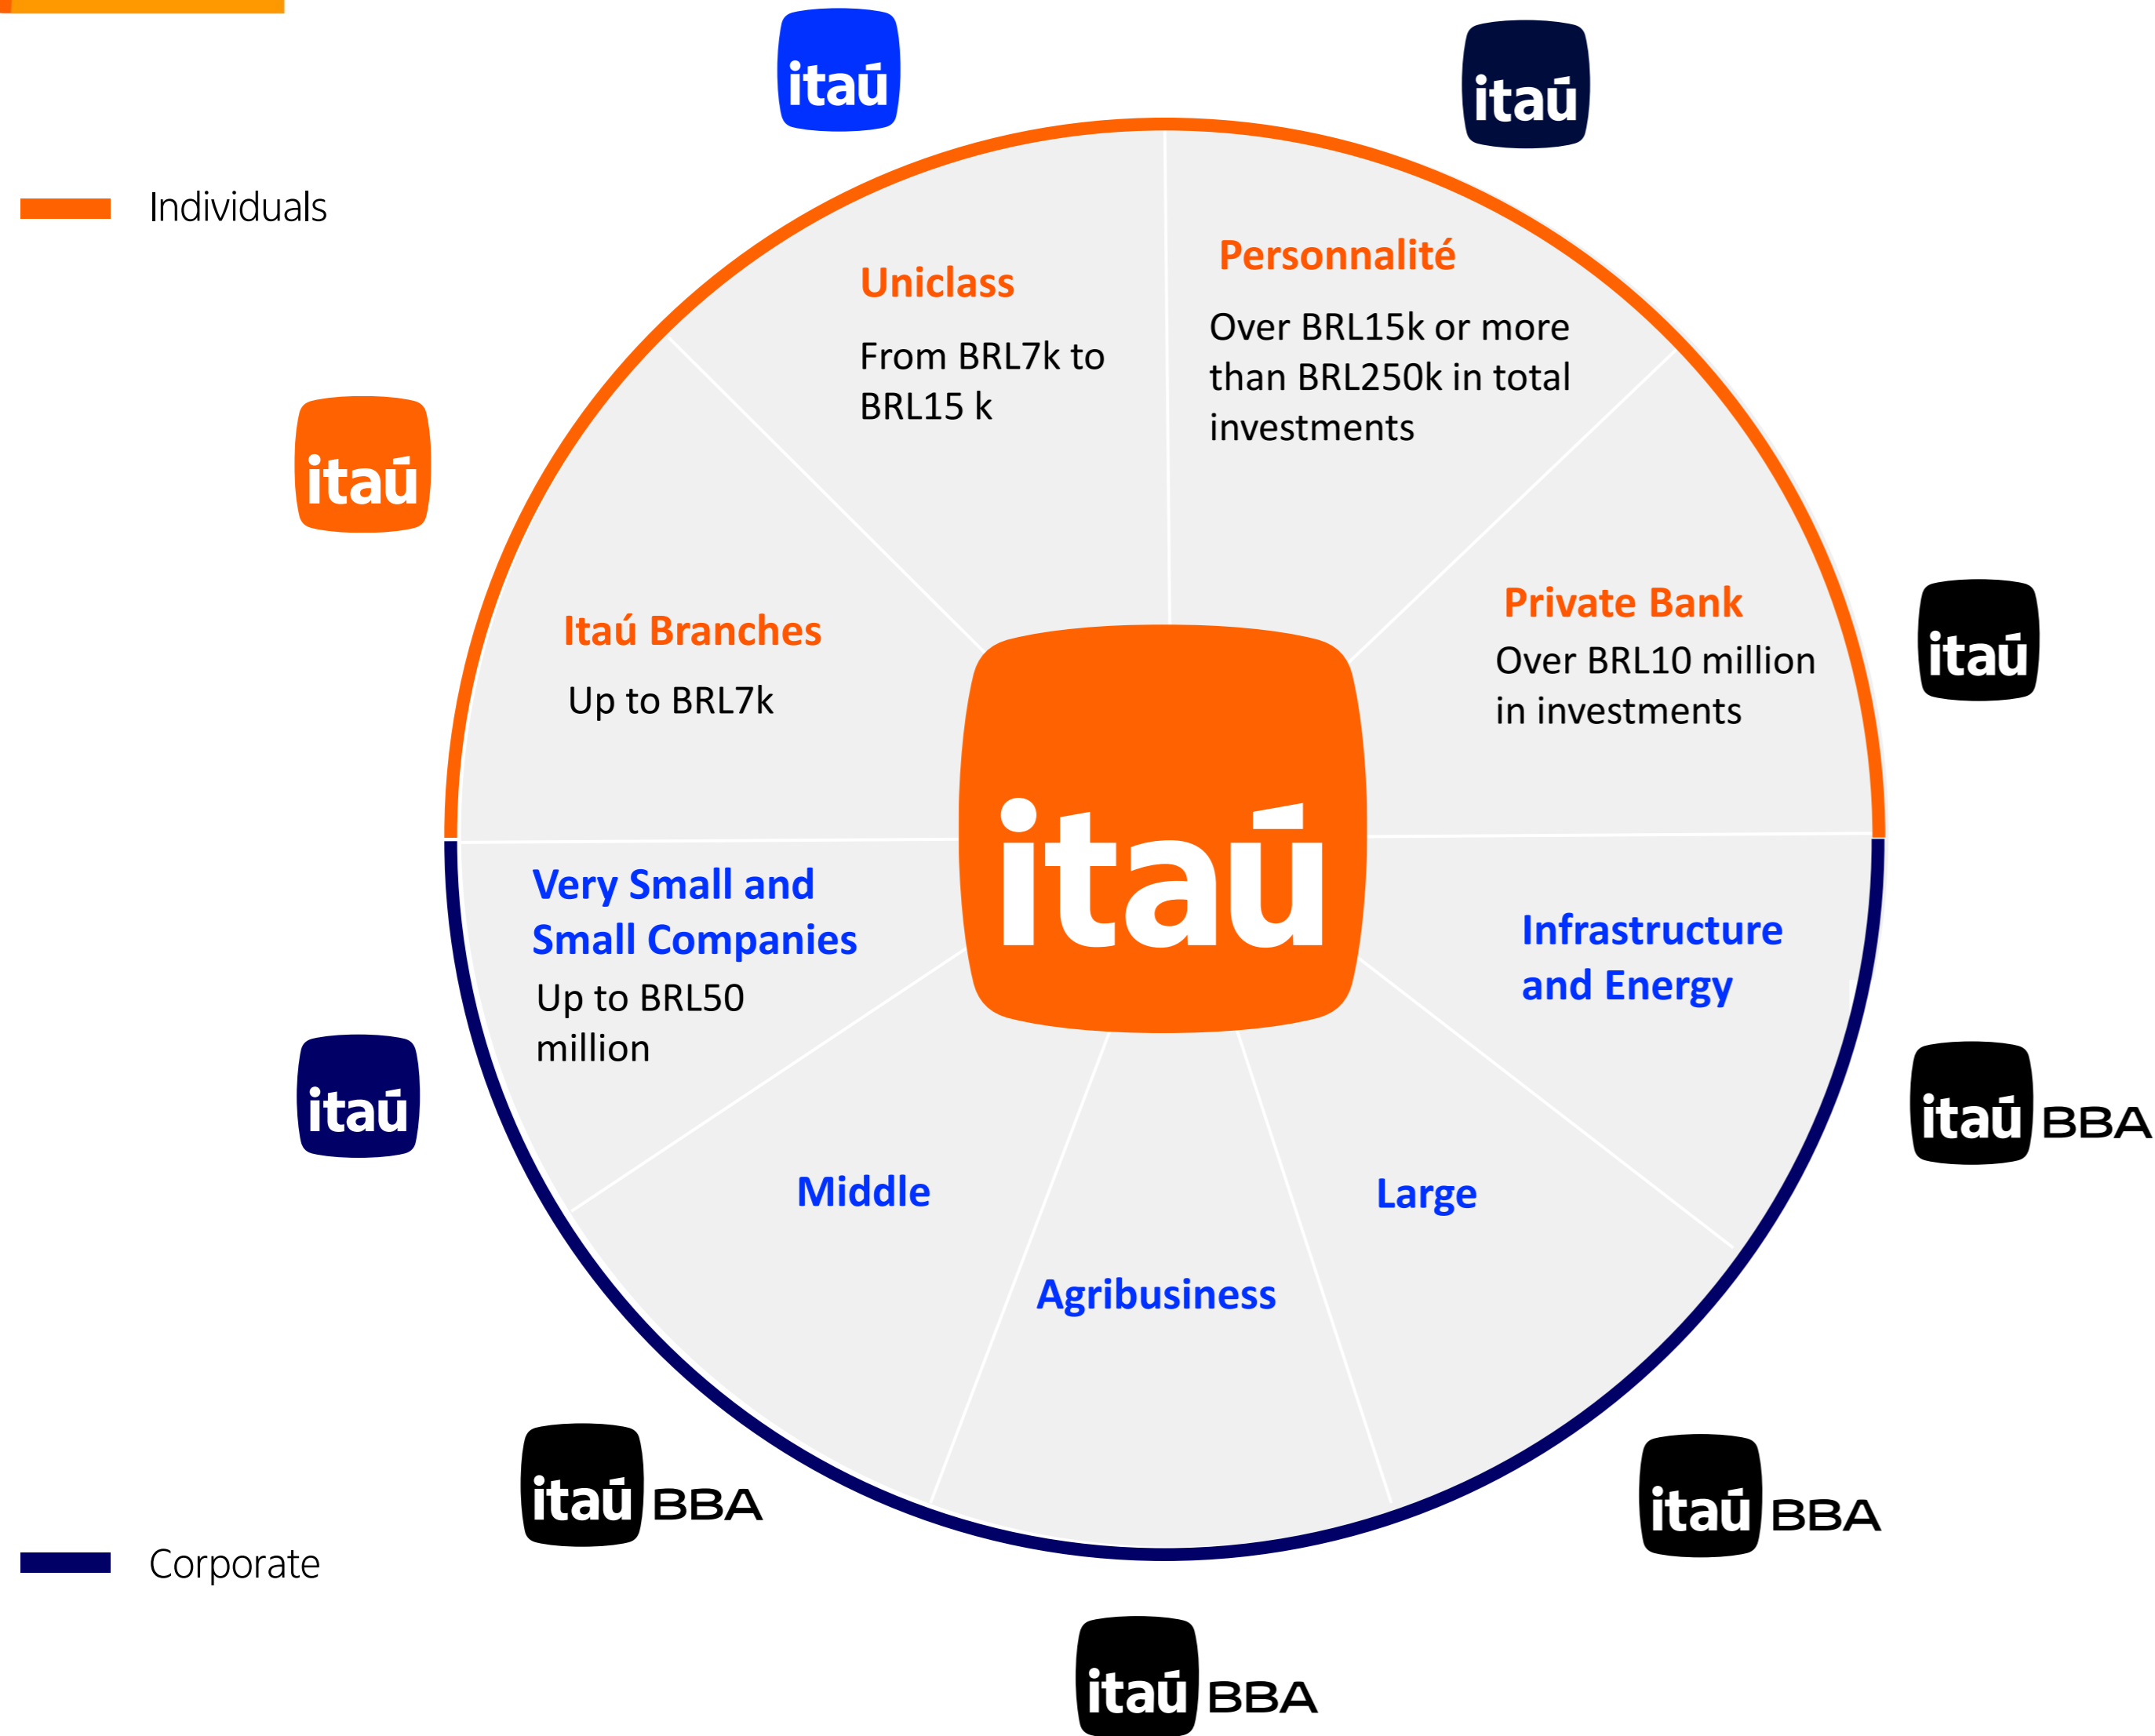 itaú
itaú
Individuals
Uniclass
From BRL7k to
BRL15 k
Personnalité
Over BRL15k or more
than BRL250k in total
investments
itaú
Itaú Branches
Up to BRL7k
Private Bank
Over BRL10 million
in investments
itaú
itaú
Very Small and
Small Companies
Up to BRL50
million
Infrastructure
and Energy
itaú
itaú BBA
Middle
Large
Agribusiness
itaú BBA
itaú BBA
Corporate
itaú BBA